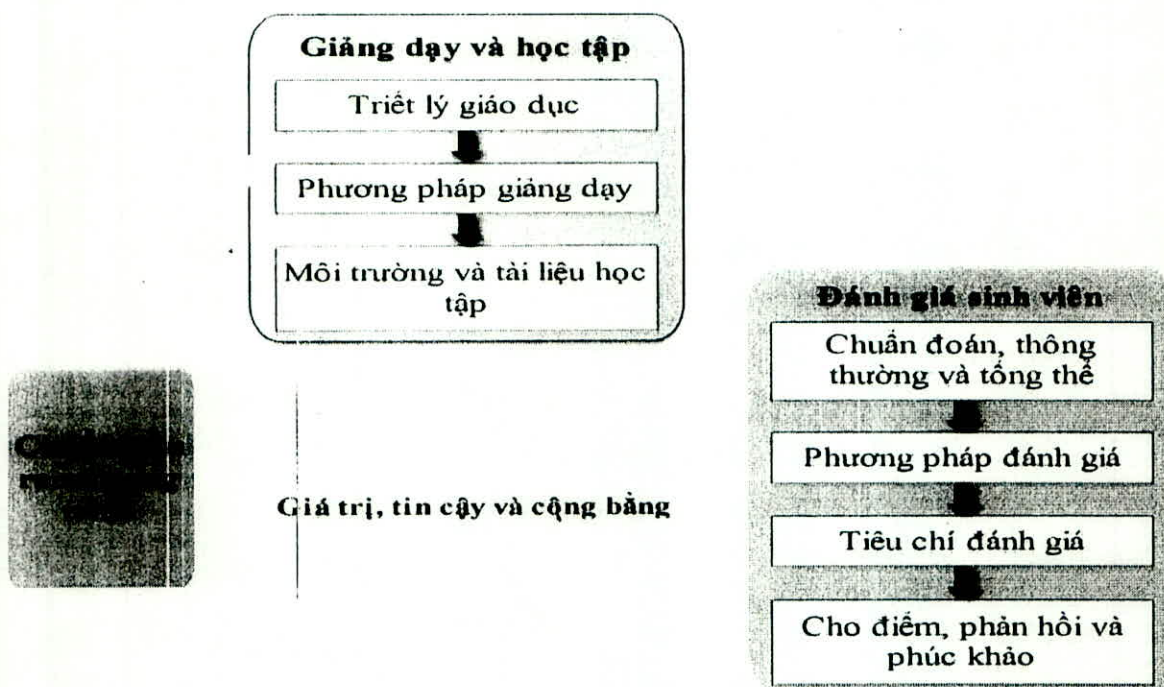 Giảng dạy và học tập
Triết lý giáo dục
Phương pháp giảng dạy
Môi trường và tài liệu học
tập
Đánh giá sinh viên
Chuẩn đoán, thông
thường và tổng thể
Phương pháp đánh giá
Tiêu chí đánh giá
Cho điểm, phản hồi và
phúc khảo
Giá trị, tin cậy và cộng bằng